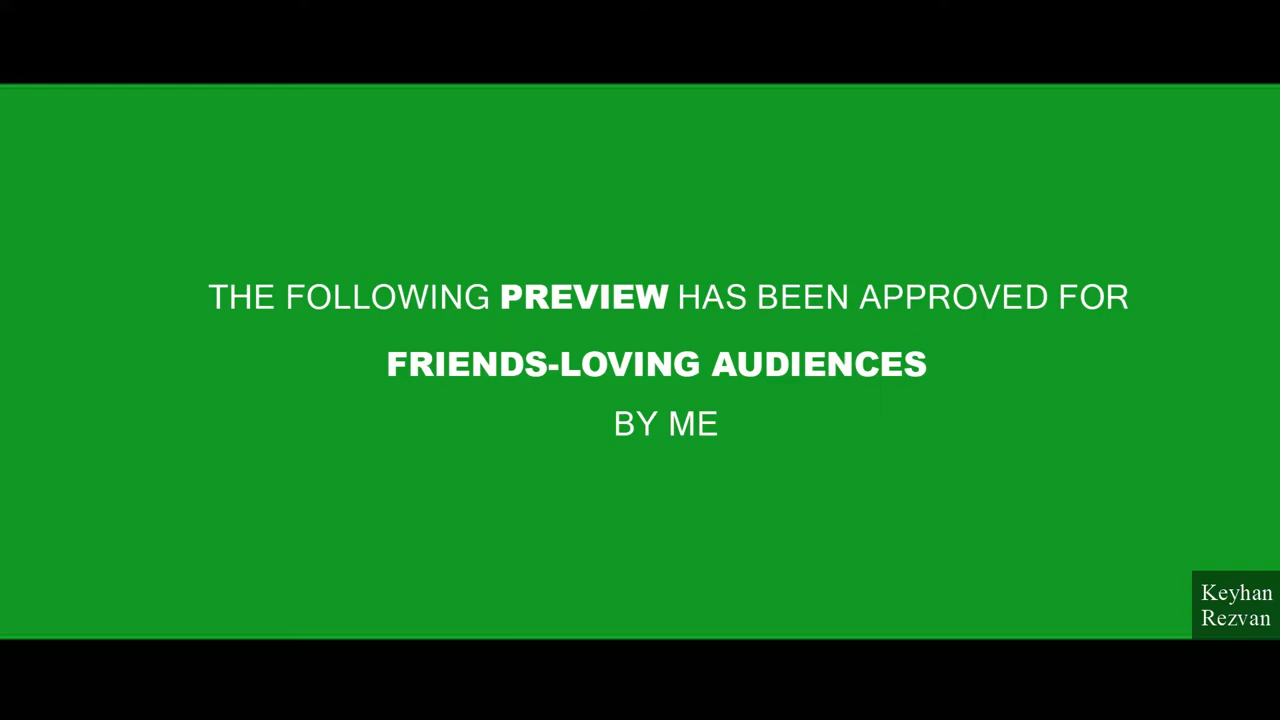 THE FOLLOWING PREVIEW HAS BEEN APPROVED FOR
FRIENDS-LOVING AUDIENCES
BY ME
Keyhan
Rezvan